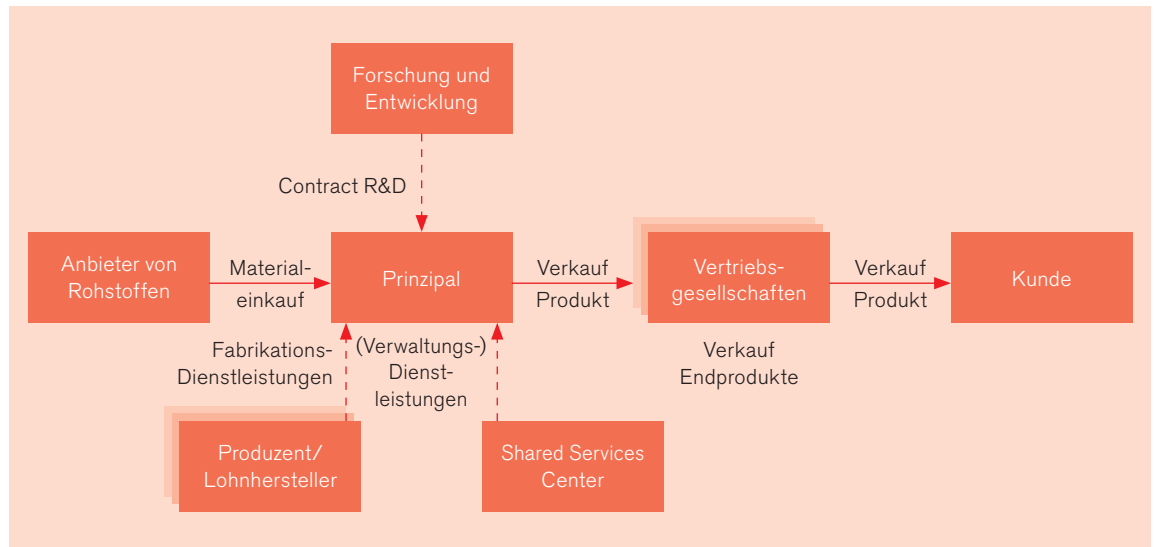 Forschung und
Entwicklung
Contract R&D
Anbieter von
Rohstoffen
Material-
einkauf
Prinzipal
Verkauf
Produkt
Vertriebs-
gesellschaften
Verkauf
Produkt
Kunde
Fabrikations-
Dienstleistungen
(Verwaltungs-)
Dienst-
leistungen
Verkauf
Endprodukte
Produzent/
Lohnhersteller
Shared Services
Center